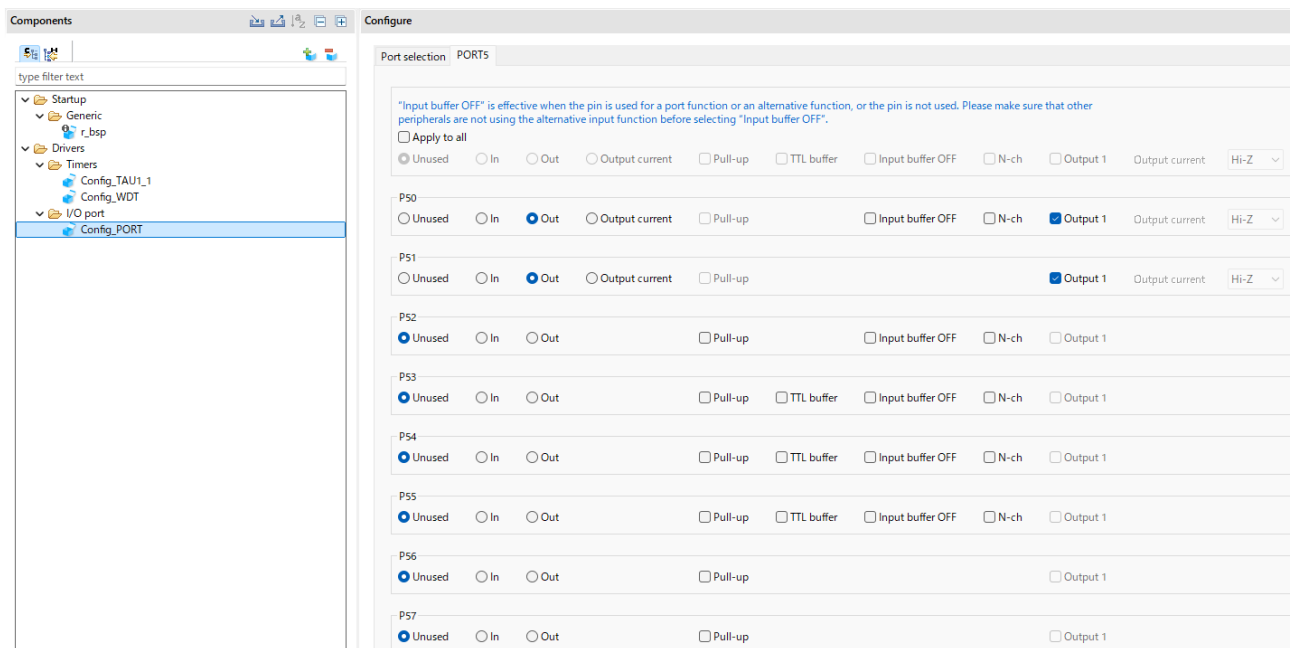 Components
type filter text
Startup
Generic
r_bsp
Drivers
Timers
Config_TAU1_1
Config_WDT
I/O port
Config_PORT
Configure
Port selection PORT5
"Input buffer OFF" is effective when the pin is used for a port function or an alternative function, or the pin is not used. Please make sure that other
peripherals are not using the alternative input function before selecting "Input buffer OFF".
Apply to all
Unused In Out Output current Pull-up TTL buffer Input buffer OFF N-ch Output 1 Output current Hi-Z
P50
Unused In Out Output current Pull-up Input buffer OFF N-ch Output 1 Output current Hi-Z
P51
Unused In Out Output current Pull-up Output 1 Output current Hi-Z
P52
Unused In Out Pull-up Input buffer OFF N-ch Output 1
P53
Unused In Out Pull-up TTL buffer Input buffer OFF N-ch Output 1
P54
Unused In Out Pull-up TTL buffer Input buffer OFF N-ch Output 1
P55
Unused In Out Pull-up TTL buffer Input buffer OFF N-ch Output 1
P56
Unused In Out Pull-up Output 1
P57
Unused In Out Pull-up Output 1